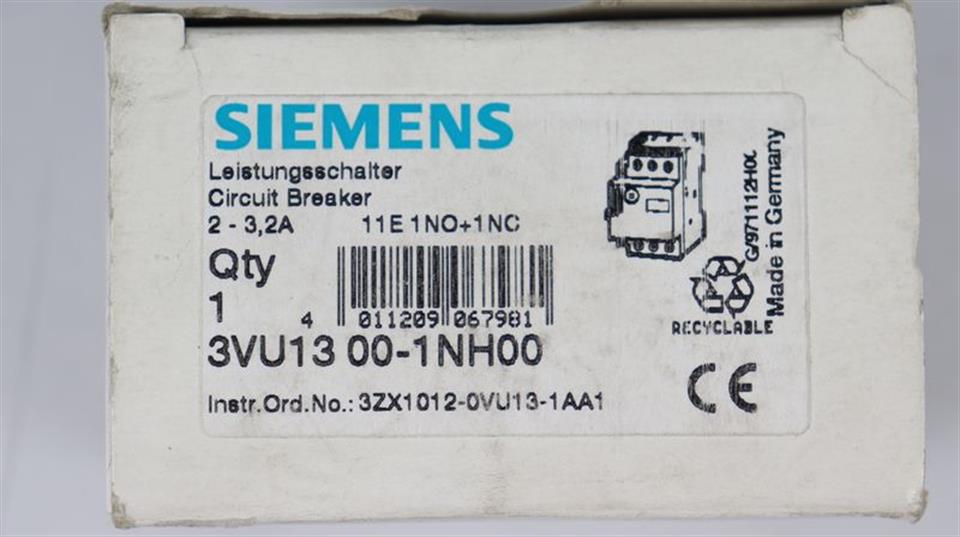 SIEMENS
Leistungsschalter
Circuit Breaker
2 - 3,2A 11E 1NO+1NC
Qty
1
4 011209 067981
3VU13 00-1NH00
Instr.Ord.No.: 3ZX1012-0VU13-1AA1
RECYCLABLE
CE
Made in Germany